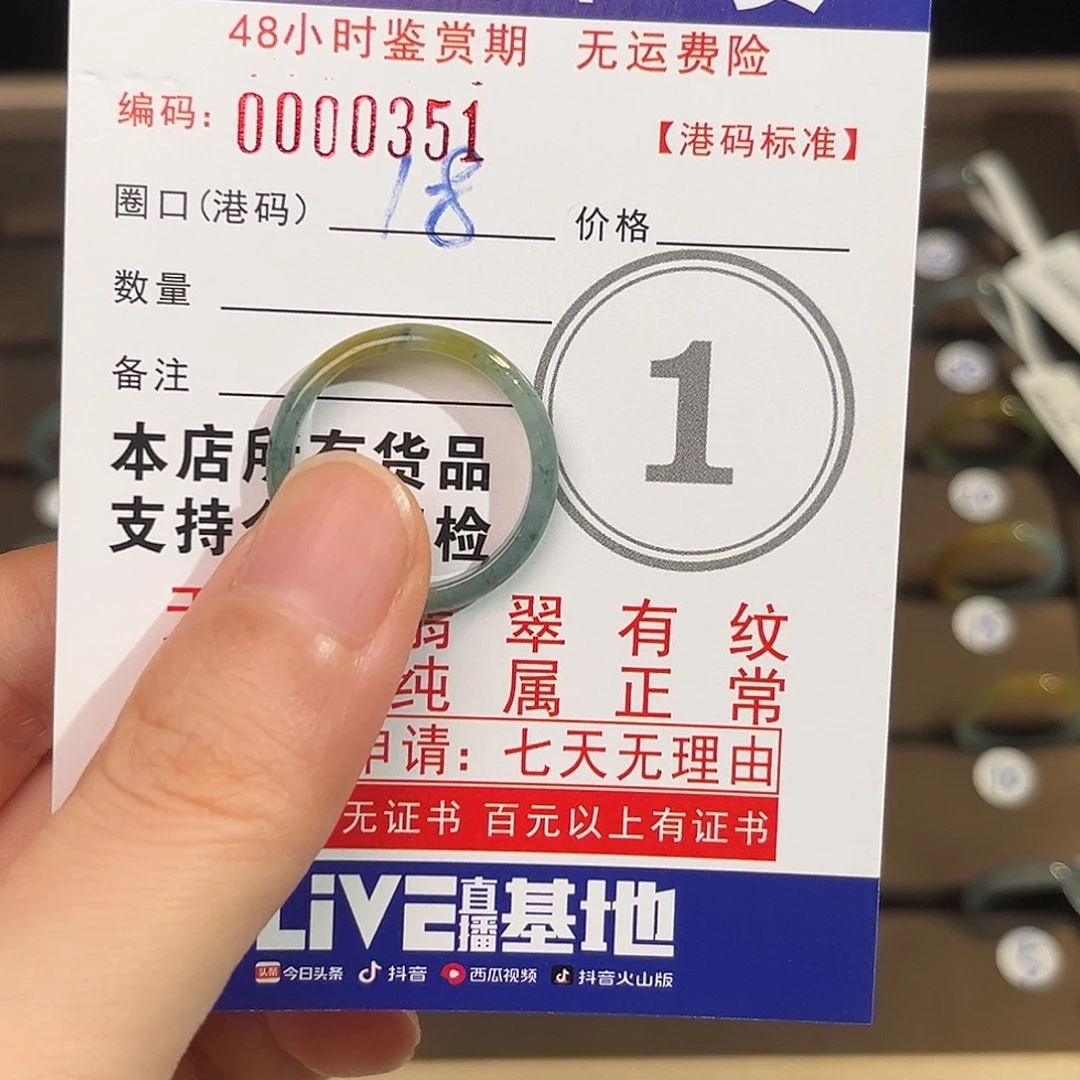 48小时鉴赏期 无运费险
编码: 0000351
【港码标准】
圈口(港码) 18 价格
数量
备注
1
本店所有货品
支持 检
翠有纹
纯属正常
申请:七天无理由
无证书 百元以上有证书
LiVE直播基地
头条 今日头条 抖音 西瓜视频 抖音火山版